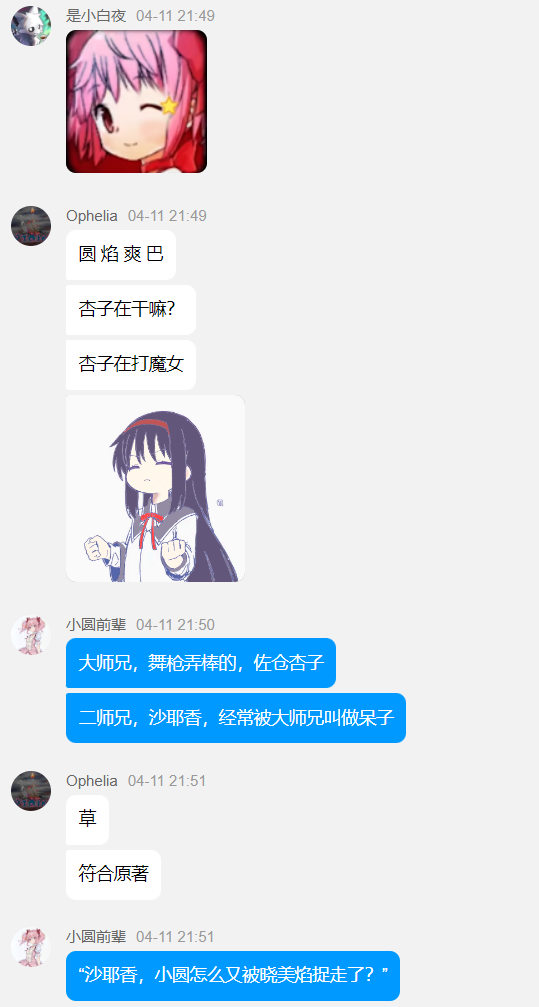 是小白夜 04-11 21:49
Ophelia 04-11 21:49
圆 焰 爽 巴
杏子在干嘛？
杏子在打魔女
小圆前辈 04-11 21:50
大师兄，舞枪弄棒的，佐仓杏子
二师兄，沙耶香，经常被大师兄叫做呆子
Ophelia 04-11 21:51
草
符合原著
小圆前辈 04-11 21:51
“沙耶香，小圆怎么又被晓美焰捉走了？”